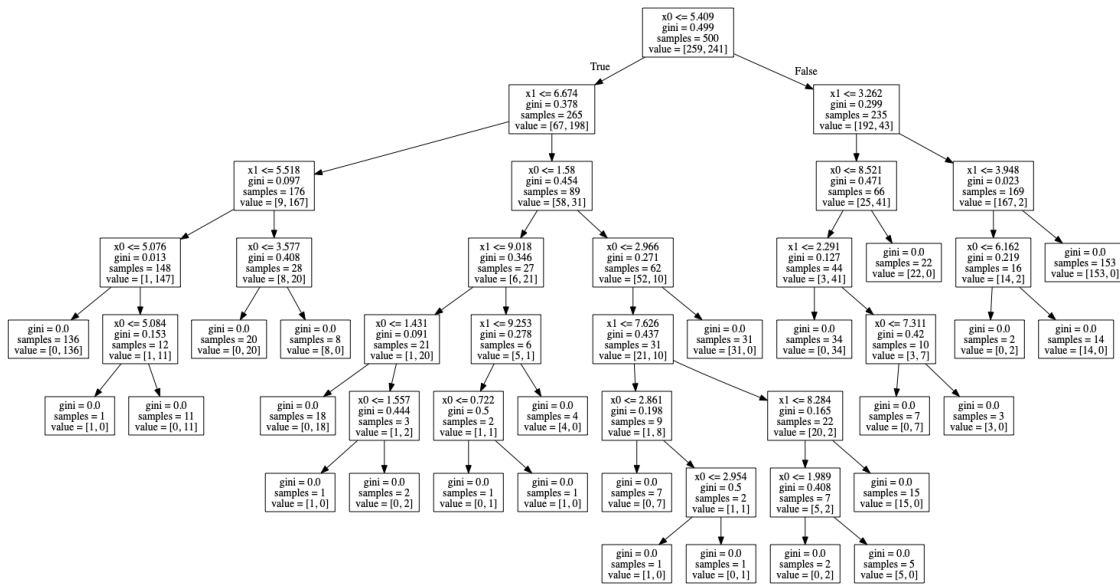 x0 <= 5.409
gini = 0.499
samples = 500
value = [259, 241]
True
False
x1 <= 6.674
gini = 0.378
samples = 265
value = [67, 198]
x1 <= 3.262
gini = 0.299
samples = 235
value = [192, 43]
x1 <= 5.518
gini = 0.097
samples = 176
value = [9, 167]
x0 <= 1.58
gini = 0.454
samples = 89
value = [58, 31]
x0 <= 8.521
gini = 0.471
samples = 66
value = [25, 41]
x1 <= 3.948
gini = 0.023
samples = 169
value = [167, 2]
x0 <= 5.076
gini = 0.013
samples = 148
value = [1, 147]
x0 <= 3.577
gini = 0.408
samples = 28
value = [8, 20]
x1 <= 9.018
gini = 0.346
samples = 27
value = [6, 21]
x0 <= 2.966
gini = 0.271
samples = 62
value = [52, 10]
x1 <= 2.291
gini = 0.127
samples = 44
value = [3, 41]
gini = 0.0
samples = 22
value = [22, 0]
x0 <= 6.162
gini = 0.219
samples = 16
value = [14, 2]
gini = 0.0
samples = 153
value = [153, 0]
gini = 0.0
samples = 136
value = [0, 136]
x0 <= 5.084
gini = 0.153
samples = 12
value = [1, 11]
gini = 0.0
samples = 20
value = [0, 20]
gini = 0.0
samples = 8
value = [8, 0]
x0 <= 1.431
gini = 0.091
samples = 21
value = [1, 20]
x1 <= 9.253
gini = 0.278
samples = 6
value = [5, 1]
x1 <= 7.626
gini = 0.437
samples = 31
value = [21, 10]
gini = 0.0
samples = 31
value = [31, 0]
gini = 0.0
samples = 34
value = [0, 34]
x0 <= 7.311
gini = 0.42
samples = 10
value = [3, 7]
gini = 0.0
samples = 2
value = [0, 2]
gini = 0.0
samples = 14
value = [14, 0]
gini = 0.0
samples = 1
value = [1, 0]
gini = 0.0
samples = 11
value = [0, 11]
gini = 0.0
samples = 18
value = [0, 18]
x0 <= 1.557
gini = 0.444
samples = 3
value = [1, 2]
x0 <= 0.722
gini = 0.5
samples = 2
value = [1, 1]
gini = 0.0
samples = 4
value = [4, 0]
x0 <= 2.861
gini = 0.198
samples = 9
value = [1, 8]
x1 <= 8.284
gini = 0.165
samples = 22
value = [20, 2]
gini = 0.0
samples = 7
value = [0, 7]
gini = 0.0
samples = 3
value = [3, 0]
gini = 0.0
samples = 1
value = [1, 0]
gini = 0.0
samples = 2
value = [0, 2]
gini = 0.0
samples = 1
value = [0, 1]
gini = 0.0
samples = 1
value = [1, 0]
gini = 0.0
samples = 7
value = [0, 7]
x0 <= 2.954
gini = 0.5
samples = 2
value = [1, 1]
x0 <= 1.989
gini = 0.408
samples = 7
value = [5, 2]
gini = 0.0
samples = 15
value = [15, 0]
gini = 0.0
samples = 1
value = [1, 0]
gini = 0.0
samples = 1
value = [0, 1]
gini = 0.0
samples = 2
value = [0, 2]
gini = 0.0
samples = 5
value = [5, 0]